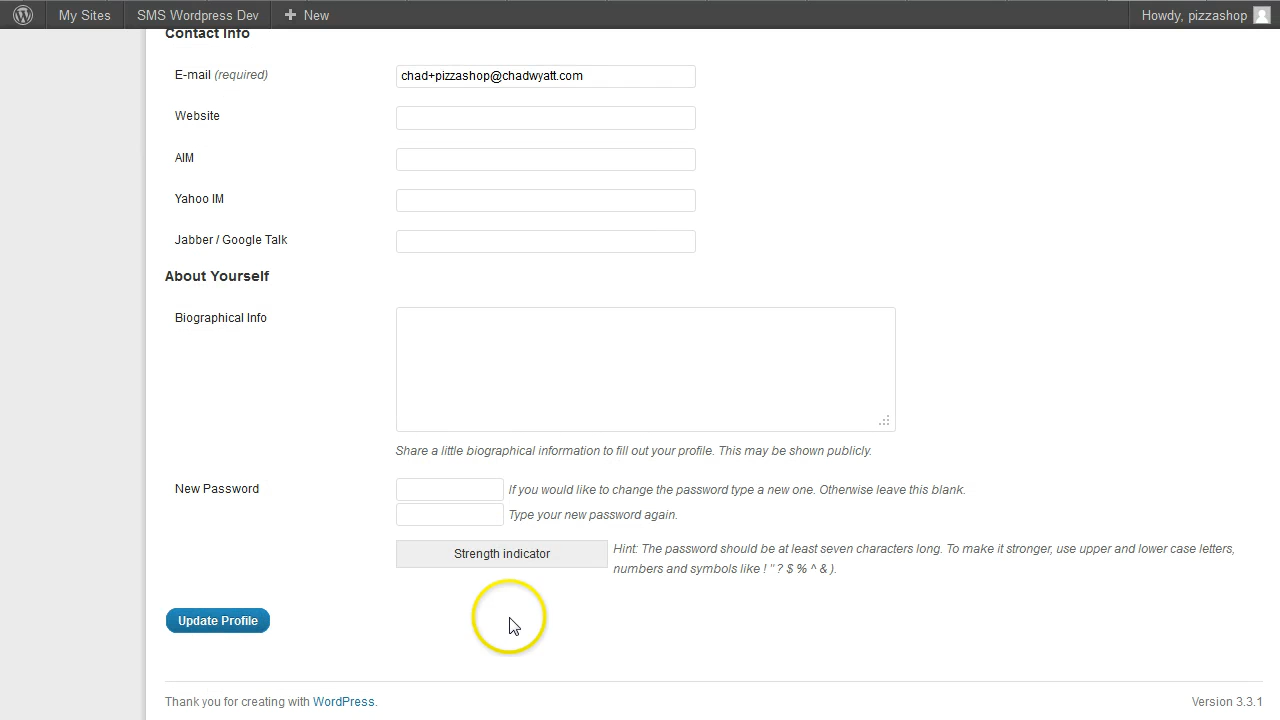 My Sites SMS Wordpress Dev New Howdy, pizzashop
Contact Info
E-mail (required) chad+pizzashop@chadwyatt.com
Website
AIM
Yahoo IM
Jabber / Google Talk
About Yourself
Biographical Info
Share a little biographical information to fill out your profile. This may be shown publicly.
New Password If you would like to change the password type a new one. Otherwise leave this blank.
Type your new password again.
Strength indicator Hint: The password should be at least seven characters long. To make it stronger, use upper and lower case letters,
numbers and symbols like ! " ? $ % ^ & ).
Update Profile
Thank you for creating with WordPress. Version 3.3.1